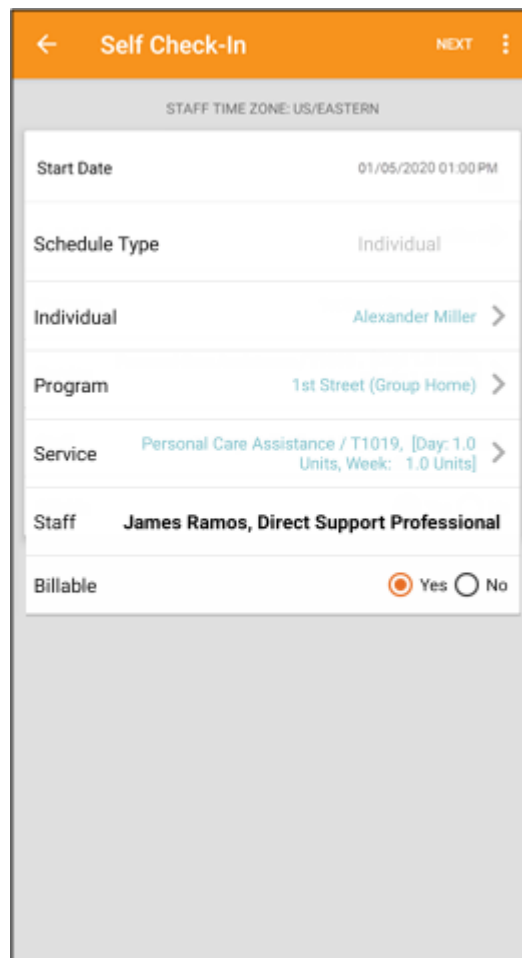 Self Check-In NEXT
STAFF TIME ZONE: US/EASTERN
Start Date 01/05/2020 01:00 PM
Schedule Type Individual
Individual Alexander Miller
Program 1st Street (Group Home)
Service Personal Care Assistance / T1019, [Day: 1.0
Units, Week: 1.0 Units]
Staff James Ramos, Direct Support Professional
Billable Yes No